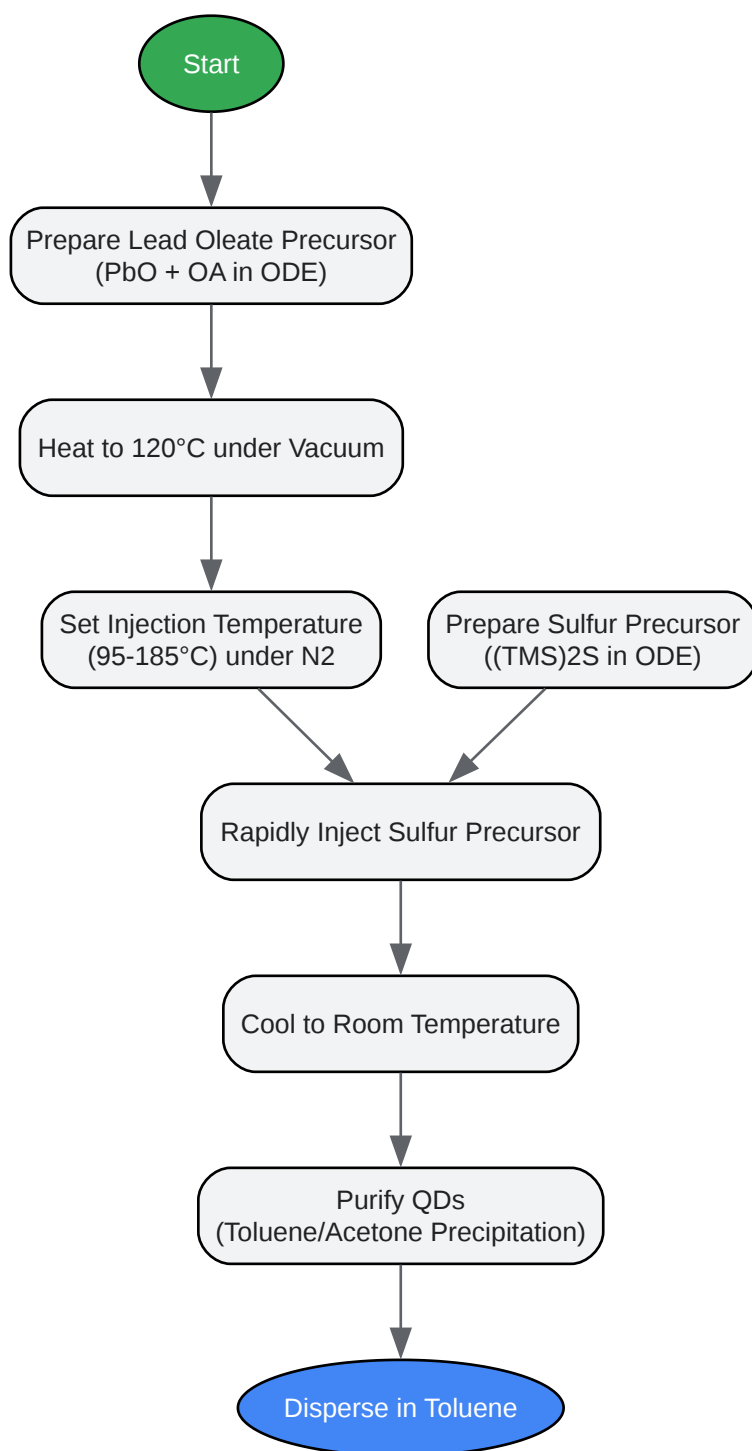 Start
Prepare Lead Oleate Precursor
(PbO + OA in ODE)
Heat to 120°C under Vacuum
Set Injection Temperature
(95-185°C) under N2
Prepare Sulfur Precursor
((TMS)2S in ODE)
Rapidly Inject Sulfur Precursor
Cool to Room Temperature
Purify QDs
(Toluene/Acetone Precipitation)
Disperse in Toluene